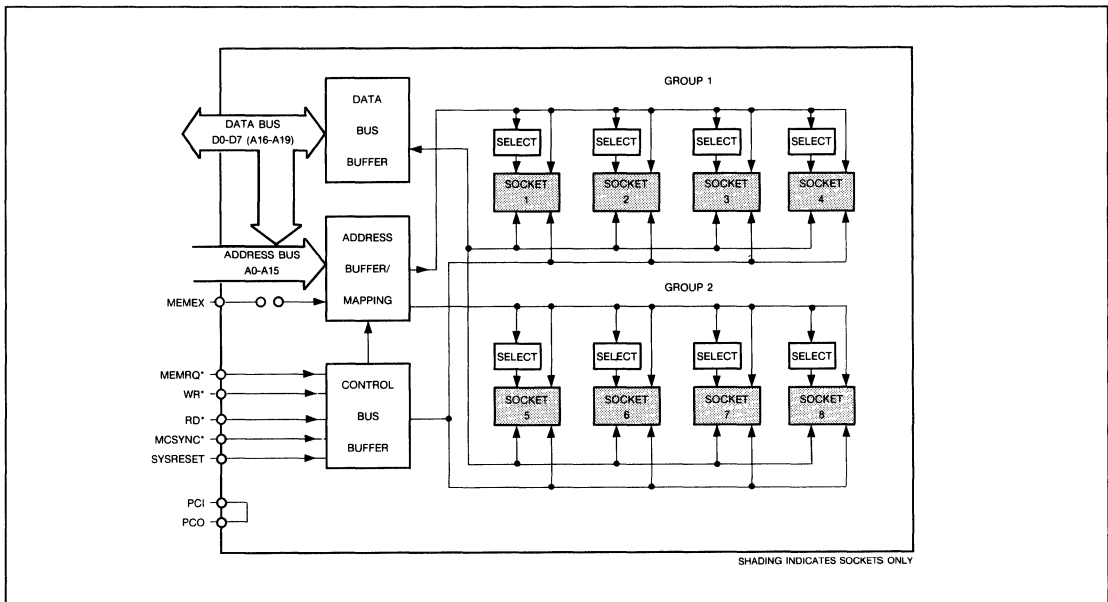 GROUP 1
DATA
BUS
BUFFER
DATA BUS
D0-D7 (A16-A19)
SELECT
SELECT
SELECT
SELECT
SOCKET
1
SOCKET
2
SOCKET
3
SOCKET
4
ADDRESS
BUFFER/
MAPPING
ADDRESS BUS
A0-A15
MEMEX
GROUP 2
SELECT
SELECT
SELECT
SELECT
SOCKET
5
SOCKET
6
SOCKET
7
SOCKET
8
MEMRQ*
WR*
RD*
MCSYNC*
SYSRESET
CONTROL
BUS
BUFFER
PCI
PCO
SHADING INDICATES SOCKETS ONLY